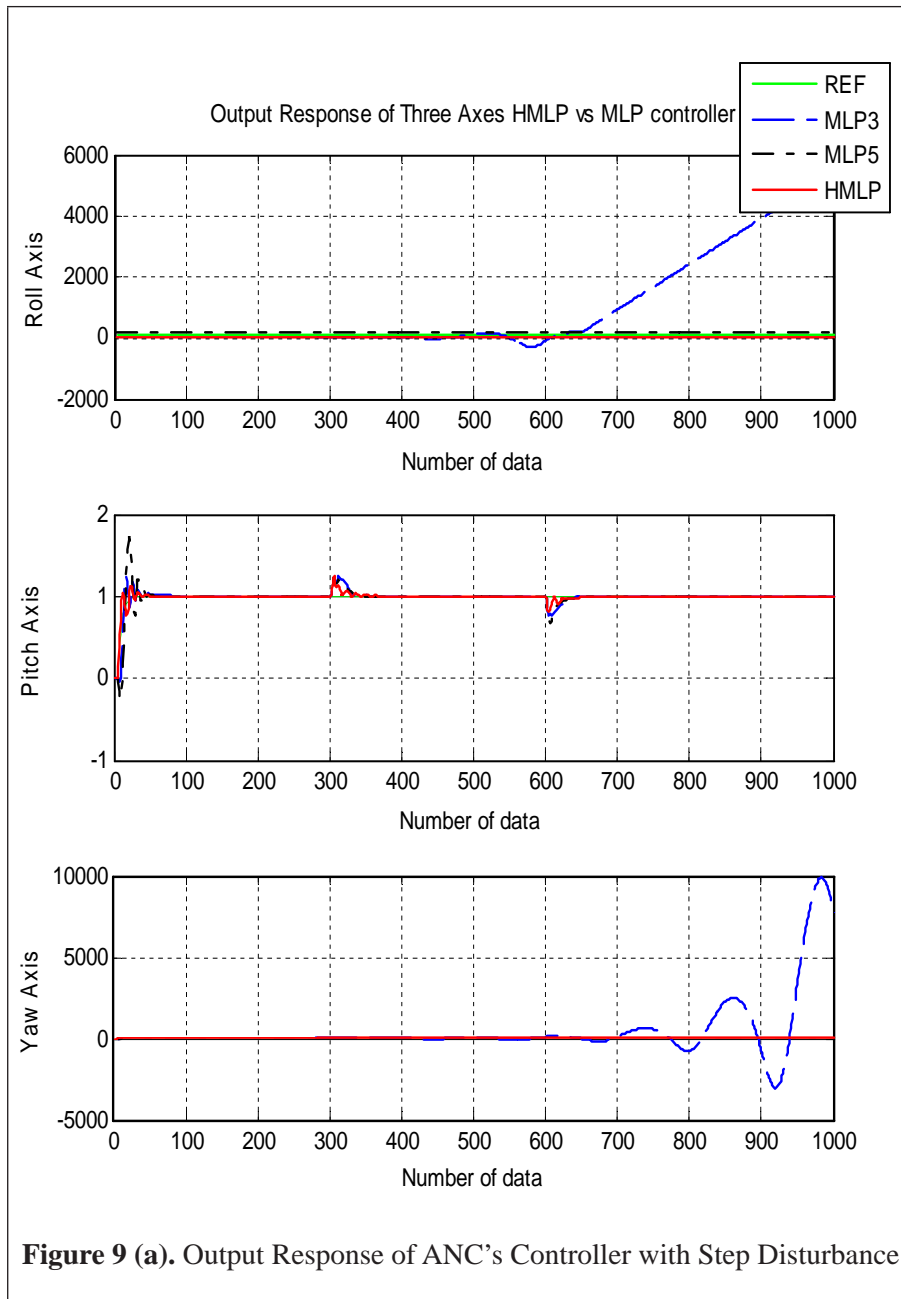 REF
MLP3
MLP5
HMLP
Output Response of Three Axes HMLP vs MLP controller
6000
4000
2000
0
-2000
Roll Axis
0 100 200 300 400 500 600 700 800 900 1000
Number of data
2
1
0
-1
Pitch Axis
0 100 200 300 400 500 600 700 800 900 1000
Number of data
10000
5000
0
-5000
Yaw Axis
0 100 200 300 400 500 600 700 800 900 1000
Number of data
Figure 9 (a). Output Response of ANC's Controller with Step Disturbance